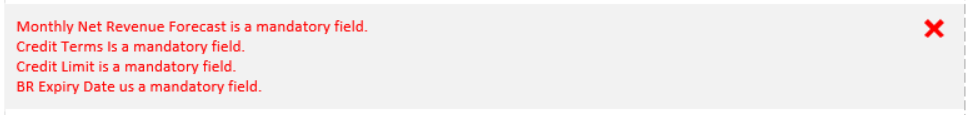 Monthly Net Revenue Forecast is a mandatory field.
Credit Terms Is a mandatory field.
Credit Limit is a mandatory field.
BR Expiry Date us a mandatory field.